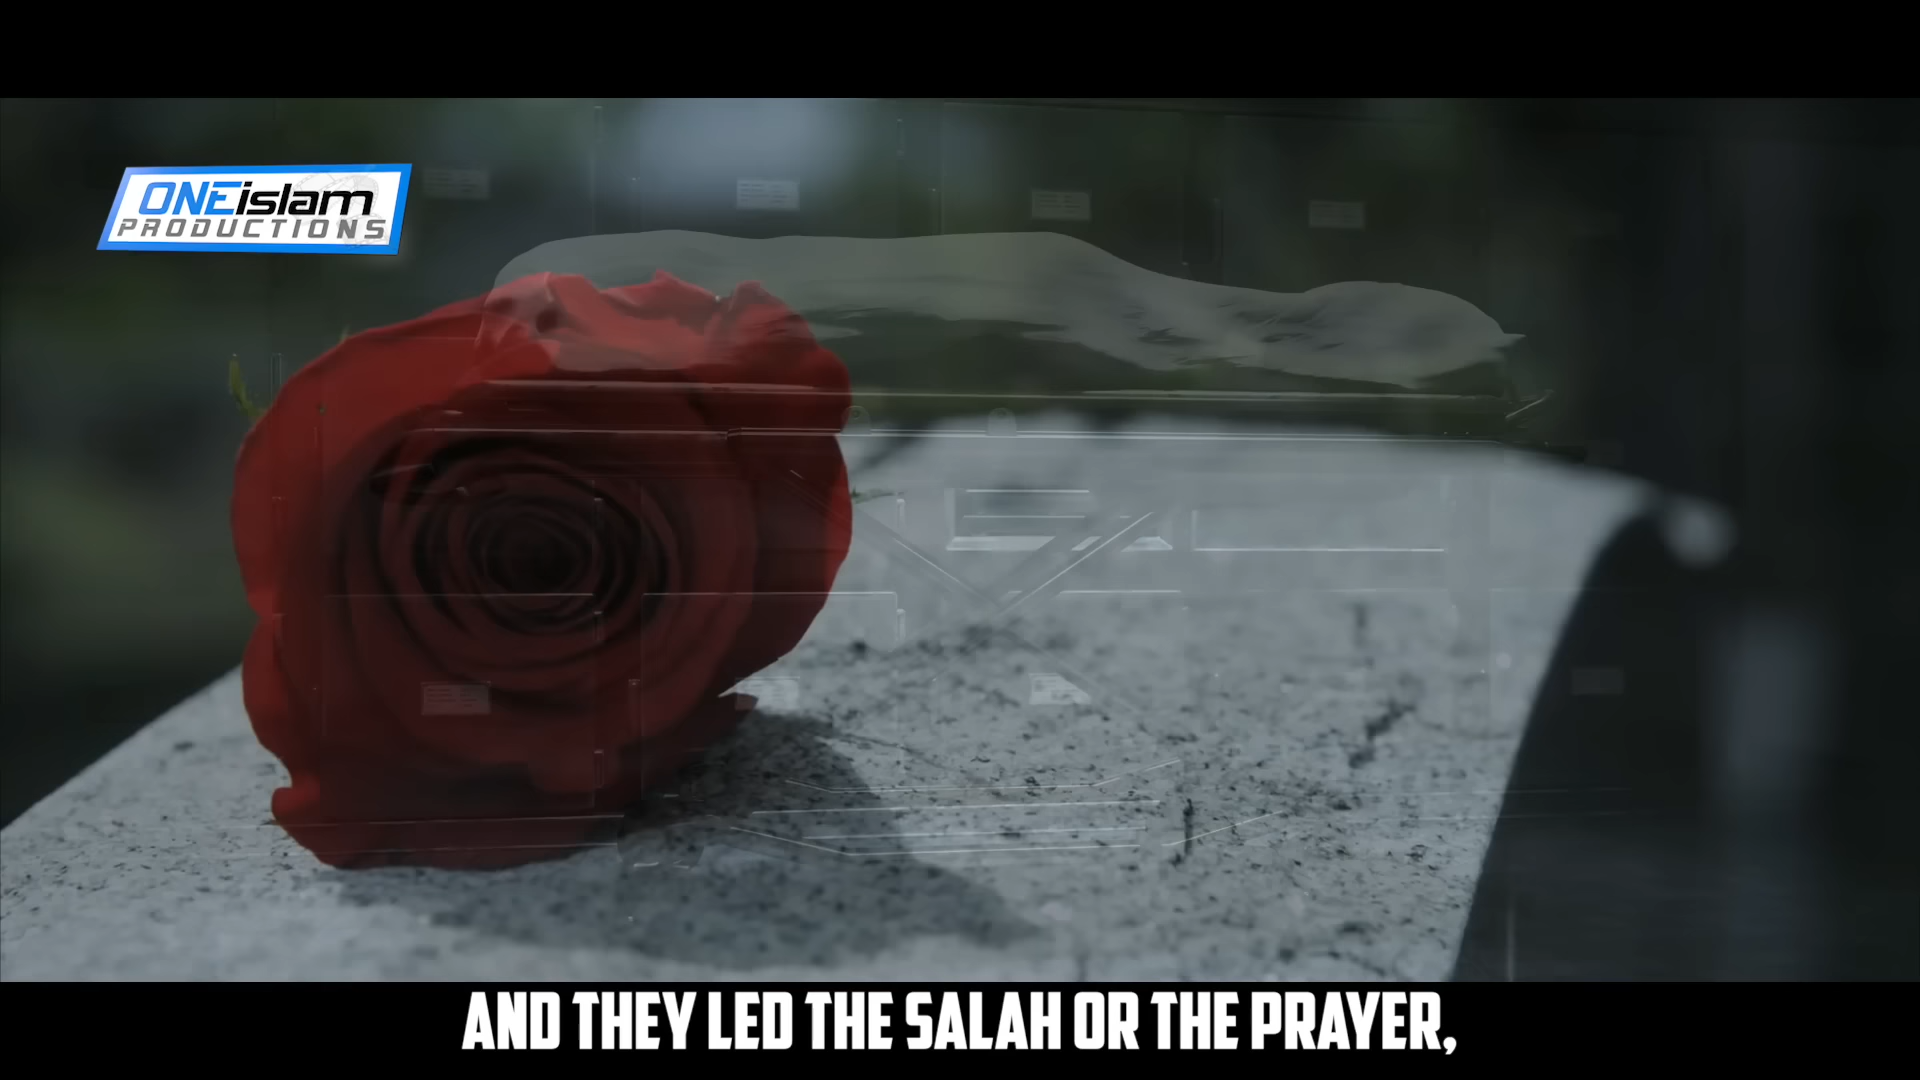 ONEislam
PRODUCTIONS
AND THEY LED THE SALAH OR THE PRAYER,